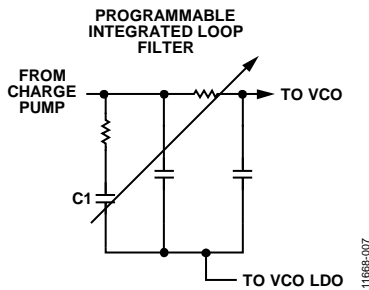 PROGRAMMABLE
INTEGRATED LOOP
FILTER
FROM
CHARGE
PUMP
TO VCO
C1
TO VCO LDO
11668-007